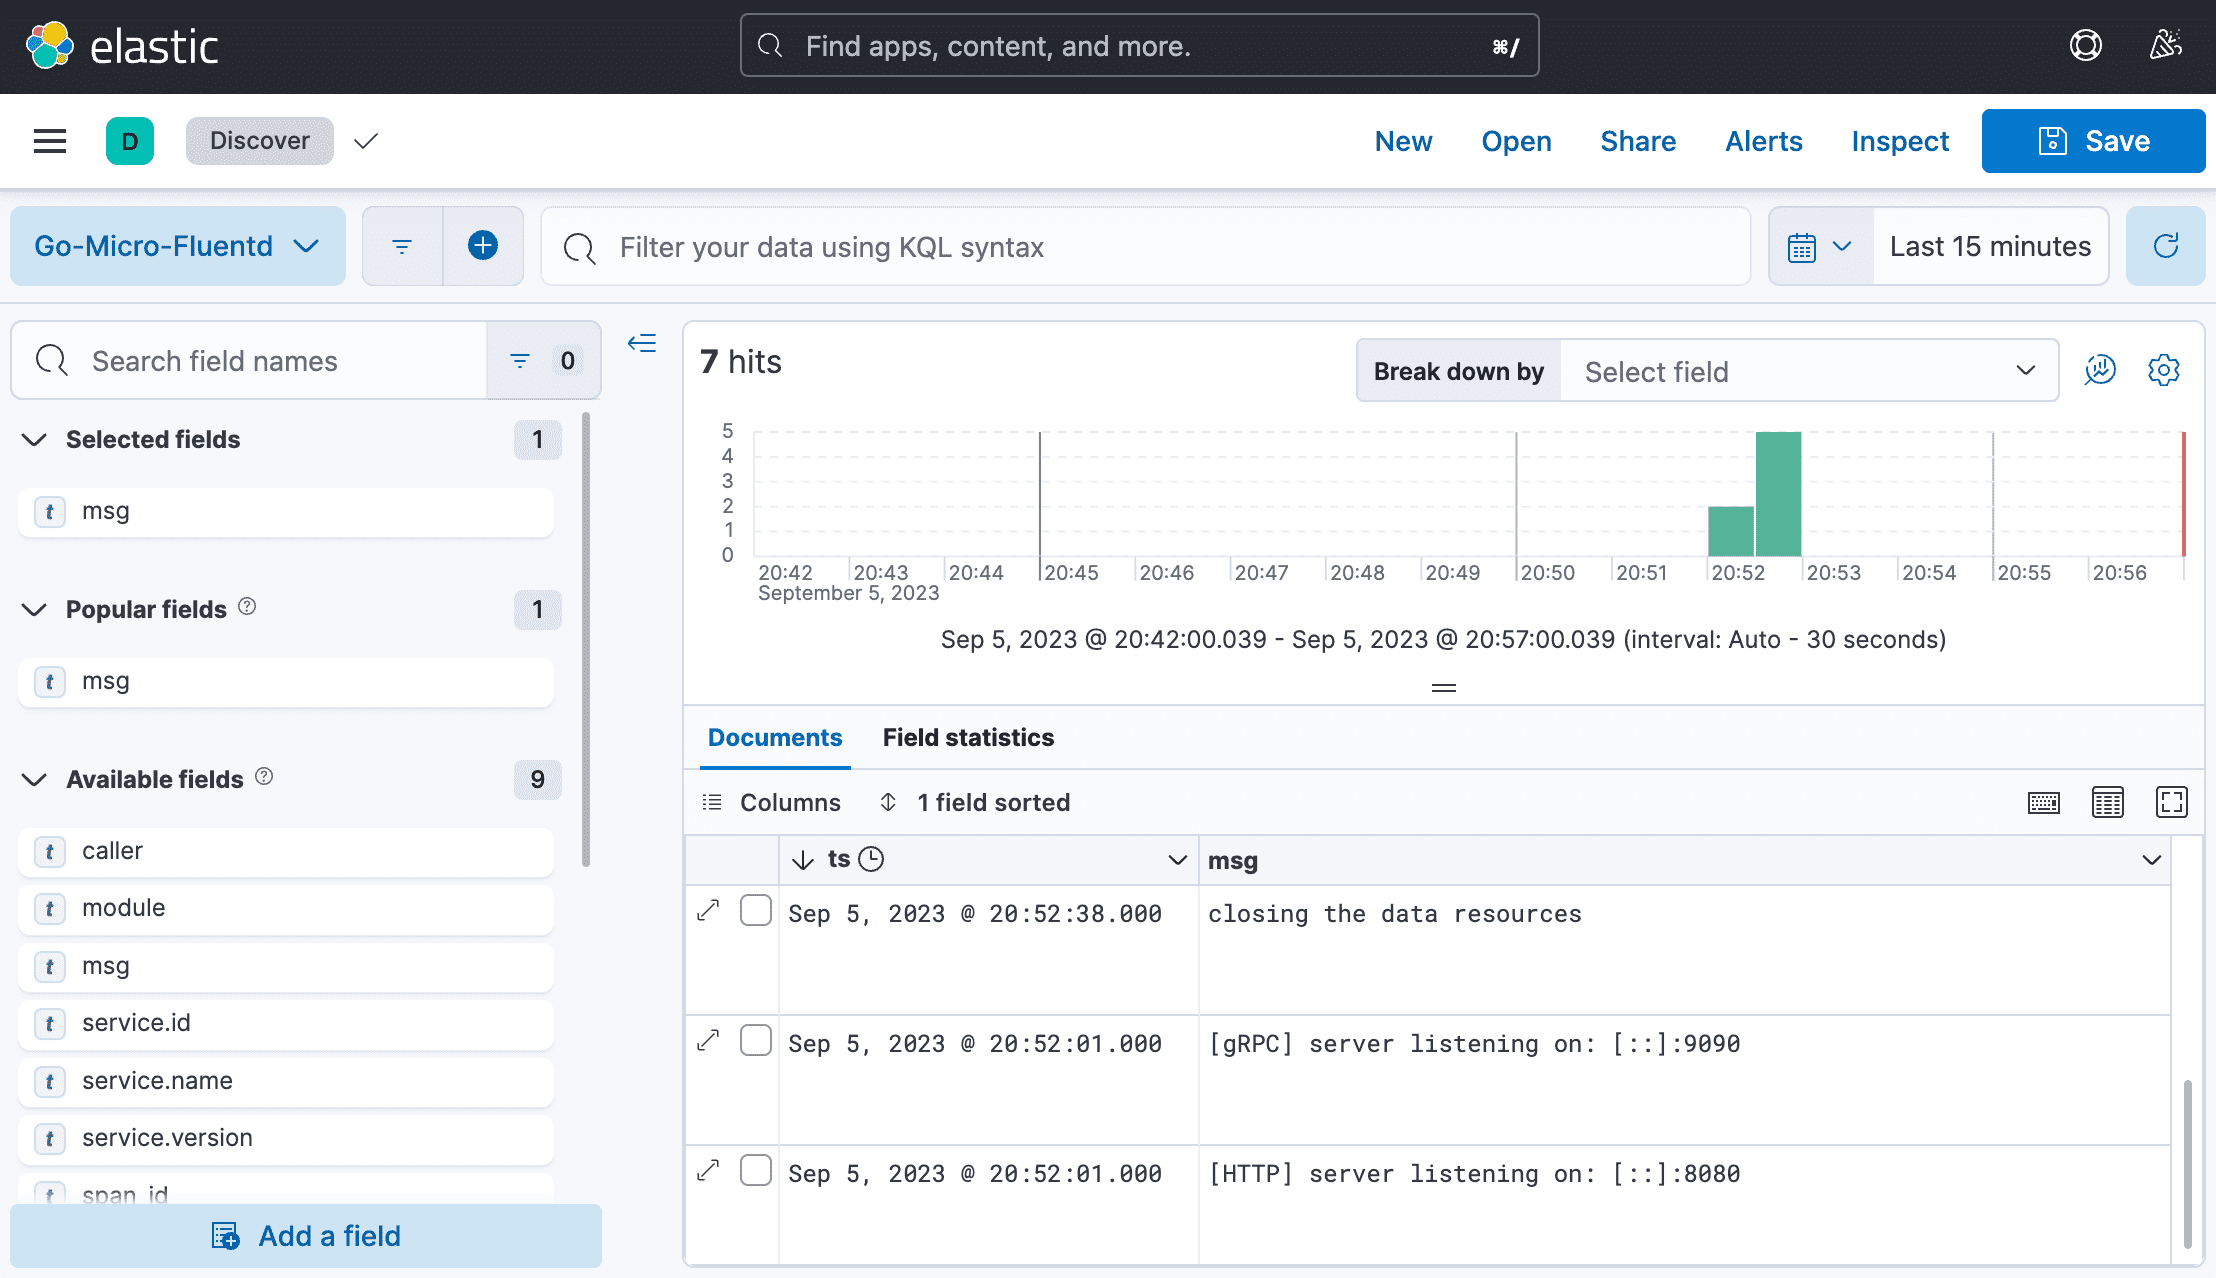 elastic
Find apps, content, and more.
⌘/
D
Discover
New
Open
Share
Alerts
Inspect
Save
Go-Micro-Fluentd
Filter your data using KQL syntax
Last 15 minutes
Search field names
0
Selected fields
1
t
msg
Popular fields
1
t
msg
Available fields
9
t
caller
t
module
t
msg
t
service.id
t
service.name
t
service.version
t
span_id
Add a field
7 hits
Break down by
Select field
5
4
3
2
1
0
20:42
20:43
20:44
20:45
20:46
20:47
20:48
20:49
20:50
20:51
20:52
20:53
20:54
20:55
20:56
September 5, 2023
Sep 5, 2023 @ 20:42:00.039 - Sep 5, 2023 @ 20:57:00.039 (interval: Auto - 30 seconds)
Documents
Field statistics
Columns
1 field sorted
ts
msg
Sep 5, 2023 @ 20:52:38.000
closing the data resources
Sep 5, 2023 @ 20:52:01.000
[gRPC] server listening on: [::]:9090
Sep 5, 2023 @ 20:52:01.000
[HTTP] server listening on: [::]:8080